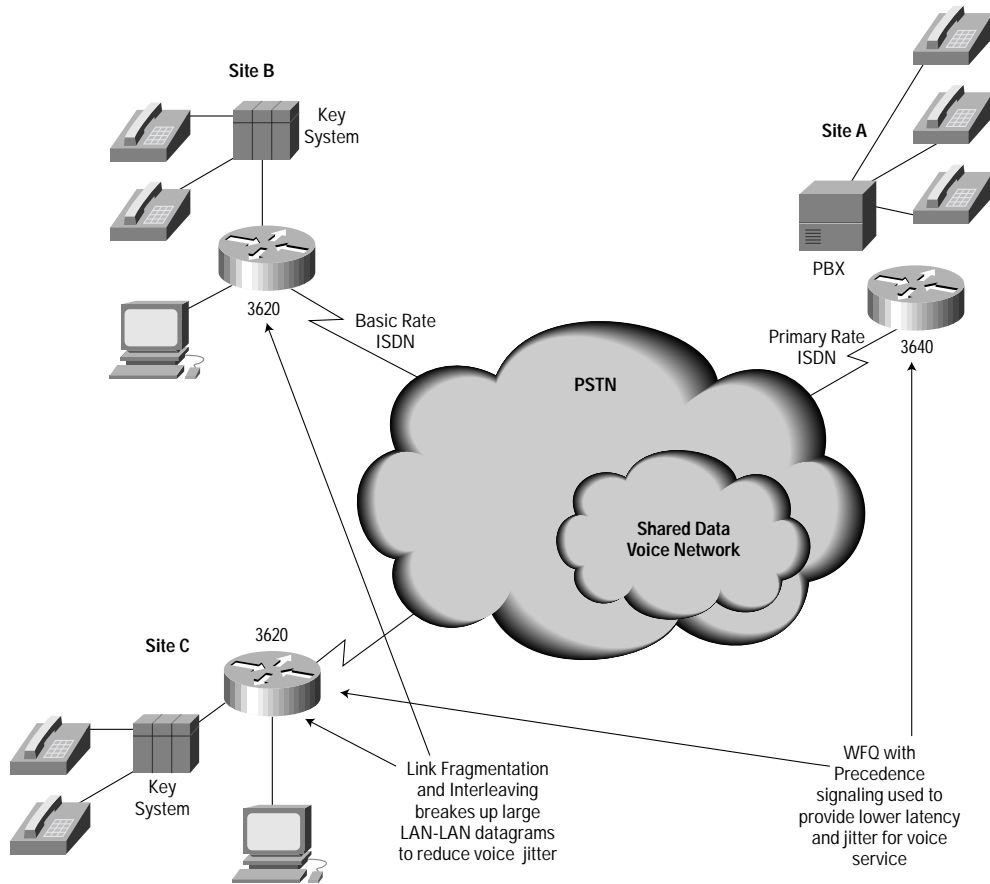 Site B
Key
System
3620
Basic Rate
ISDN
Site A
PBX
Primary Rate
ISDN
3640
PSTN
Shared Data
Voice Network
Site C
3620
Key
System
Link Fragmentation
and Interleaving
breakes up large
LAN-LAN datagrams
to reduce voice jitter
WFQ with
Precedence
signaling used to
provide lower latency
and jitter for voice
service